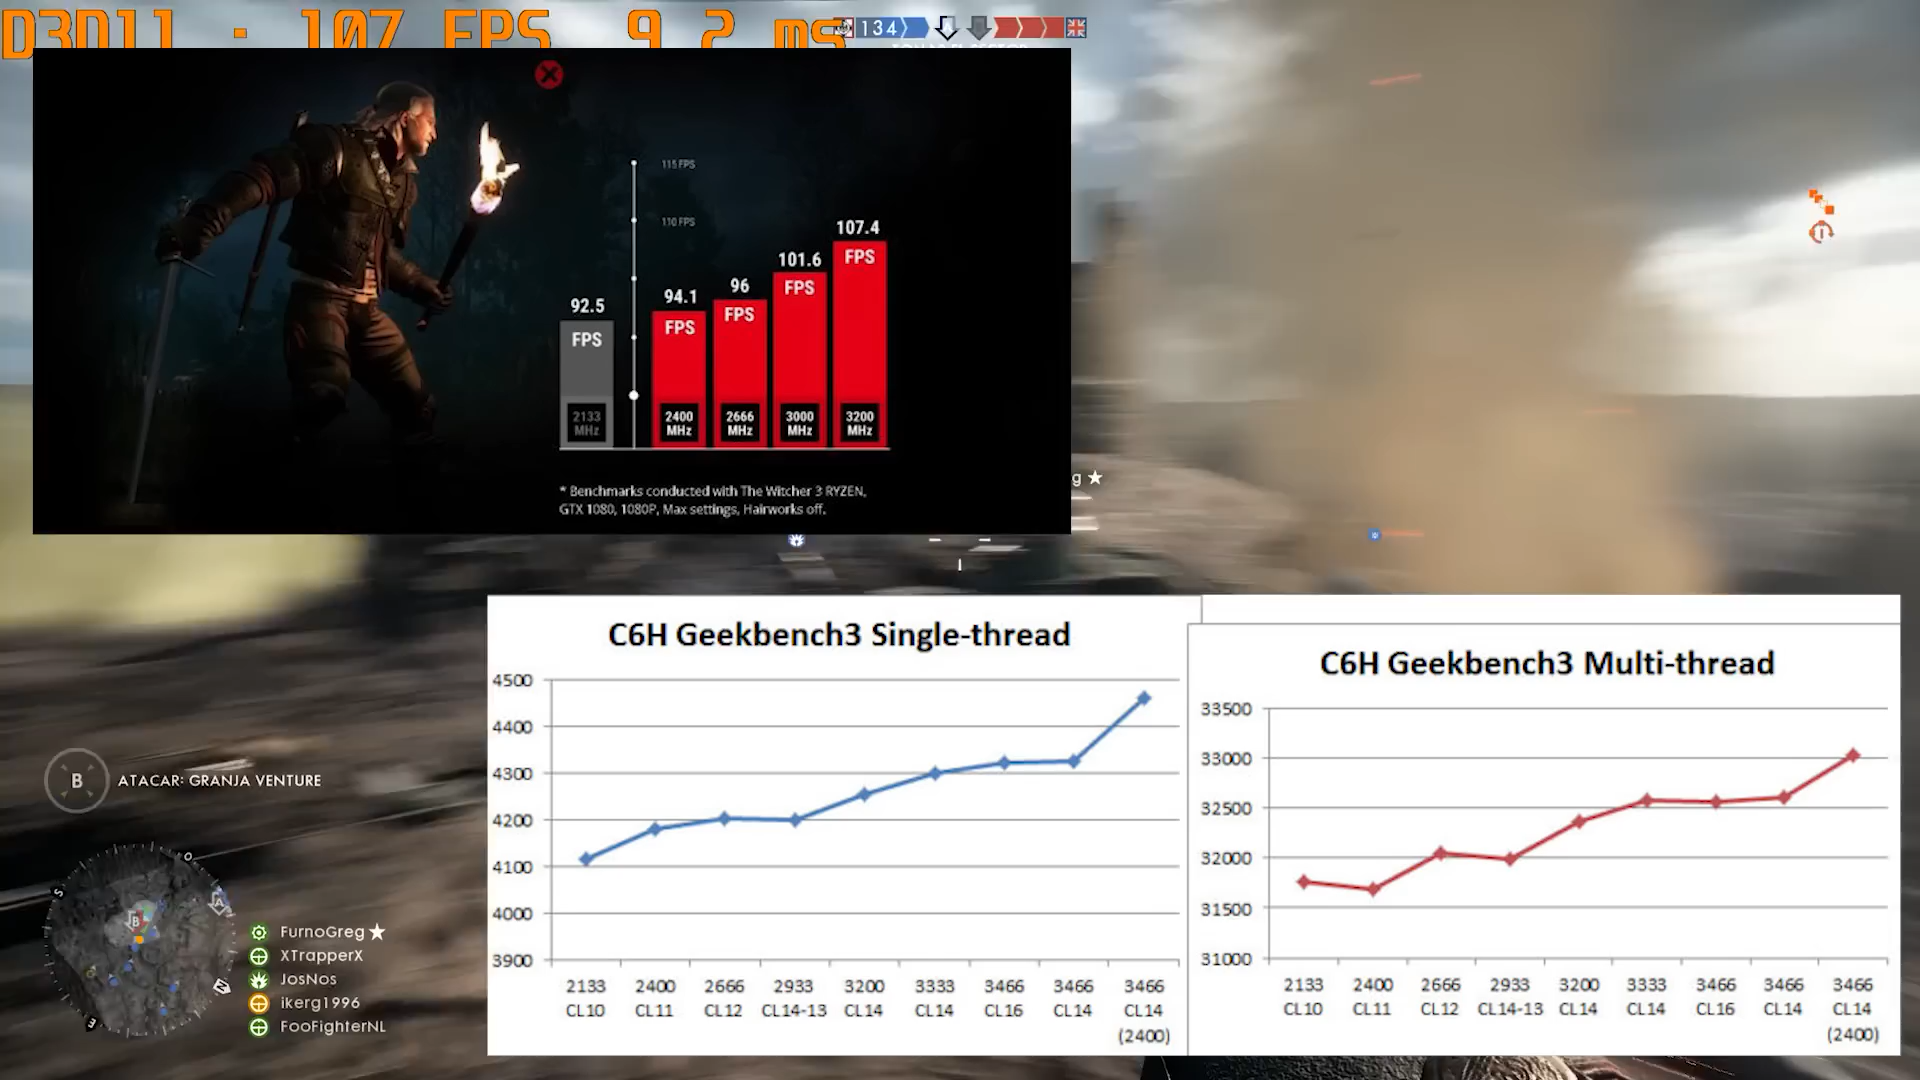 D3D11 : 107 FPS 9.2 ms
134
115 FPS
110 FPS
92.5
FPS
2133
MHz
94.1
FPS
2400
MHz
96
FPS
2666
MHz
101.6
FPS
3000
MHz
107.4
FPS
3200
MHz
* Benchmarks conducted with The Witcher 3 RYZEN,
GTX 1080, 1080P, Max settings, Hairworks off.
g
C6H Geekbench3 Single-thread
4500
4400
4300
4200
4100
4000
3900
2133 2400 2666 2933 3200 3333 3466 3466 3466
CL10 CL11 CL12 CL14-13 CL14 CL14 CL16 CL14 CL14
(2400)
C6H Geekbench3 Multi-thread
33500
33000
32500
32000
31500
31000
2133 2400 2666 2933 3200 3333 3466 3466 3466
CL10 CL11 CL12 CL14-13 CL14 CL14 CL16 CL14 CL14
(2400)
B ATACAR: GRANJA VENTURE
O
S
A
B
FurnoGreg
XTrapperX
JosNos
ikerg1996
FooFighterNL